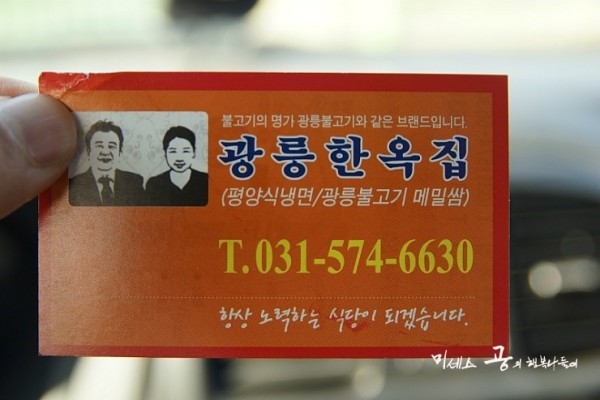 불고기의 명가 광릉불고기와 같은 브랜드입니다.
광릉한옥집
(평양식냉면/광릉불고기 메밀쌈)
T.031-574-6630
항상 노력하는 식당이 되겠습니다.
미세스 공의 행복나들이